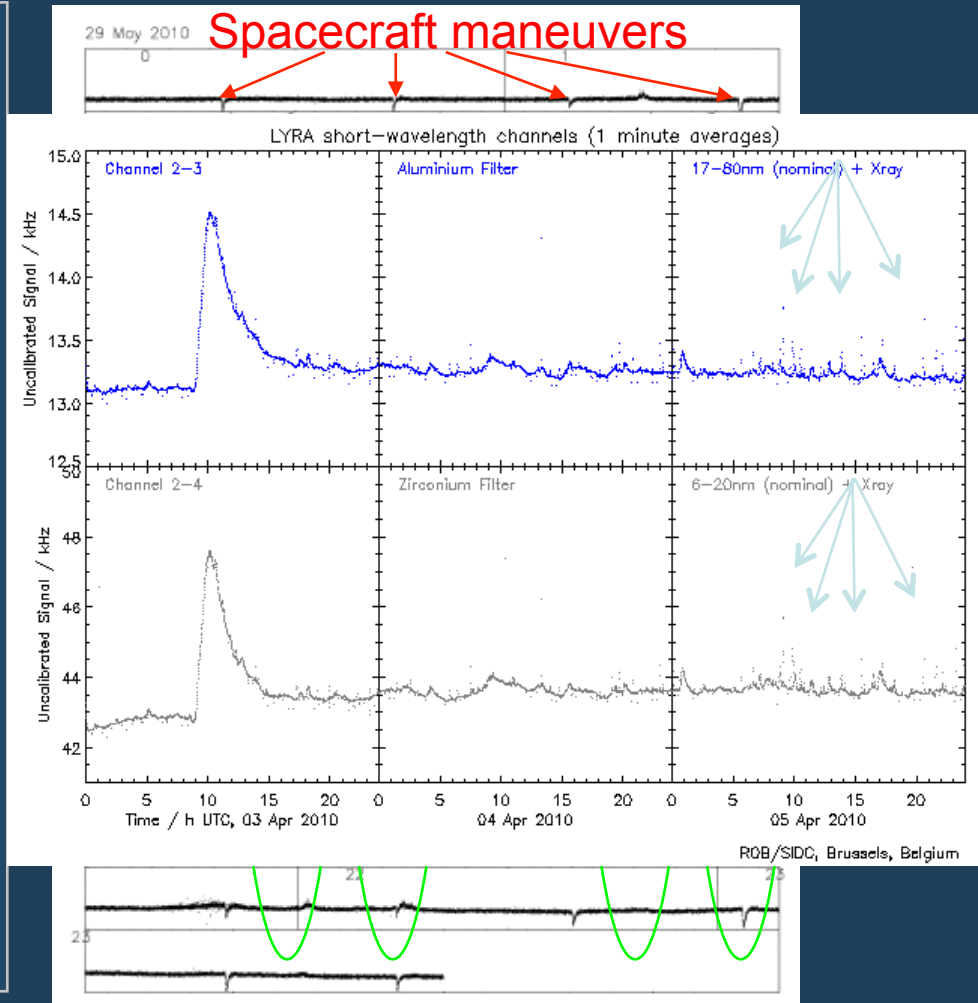 29 May 2010
Spacecraft maneuvers
0
1
LYRA short-wavelength channels (1 minute averages)
Channel 2-3
Aluminium Filter
17-80nm (nominal) + Xray
15.0
14.5
14.0
13.5
13.0
12.5
Uncalibrated Signal / kHz
Channel 2-4
Zirconium Filter
6-20nm (nominal) + Xray
50
48
46
44
42
Uncalibrated Signal / kHz
0 5 10 15 20 0 5 10 15 20 0 5 10 15 20
Time / h UTC, 03 Apr 2010
04 Apr 2010
05 Apr 2010
ROB/SIDC, Brussels, Belgium
22
23
23